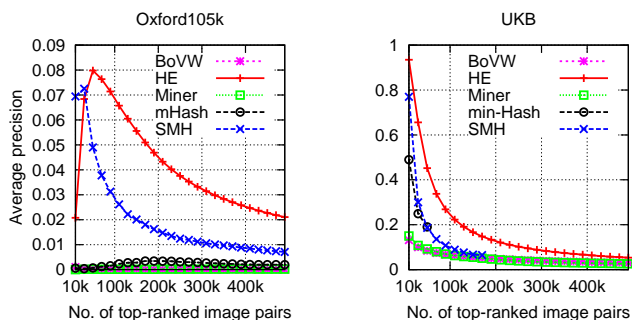 Oxford105k
Average precision
0.09
0.08
0.07
0.06
0.05
0.04
0.03
0.02
0.01
0
BoVW
HE
Miner
mHash
SMH
10k 100k 200k 300k 400k
No. of top-ranked image pairs
UKB
1
0.8
0.6
0.4
0.2
0
BoVW
HE
Miner
min-Hash
SMH
10k 100k 200k 300k 400k
No. of top-ranked image pairs